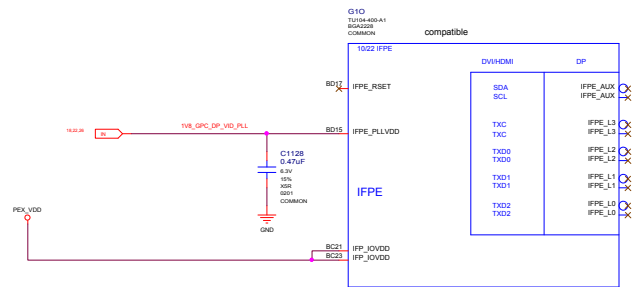 G1O
TU104-400-A1
BGA2228
COMMON
compatible
10/22 IFPE
DVI/HDMI
DP
BD17
IFPE_RSET
SDA
IFPE_AUX
SCL
IFPE_AUX
IN
1V8_GPC_DP_VID_PLL
BD15
IFPE_PLLVDD
TXC
IFPE_L3
TXC
IFPE_L3
TXD0
IFPE_L2
TXD0
IFPE_L2
C1128
0.47uF
6.3V
15%
X5R
0201
COMMON
TXD1
IFPE_L1
TXD1
IFPE_L1
IFPE
TXD2
IFPE_L0
TXD2
IFPE_L0
PEX_VDD
GND
BC21
IFP_IOVDD
BC23
IFP_IOVDD